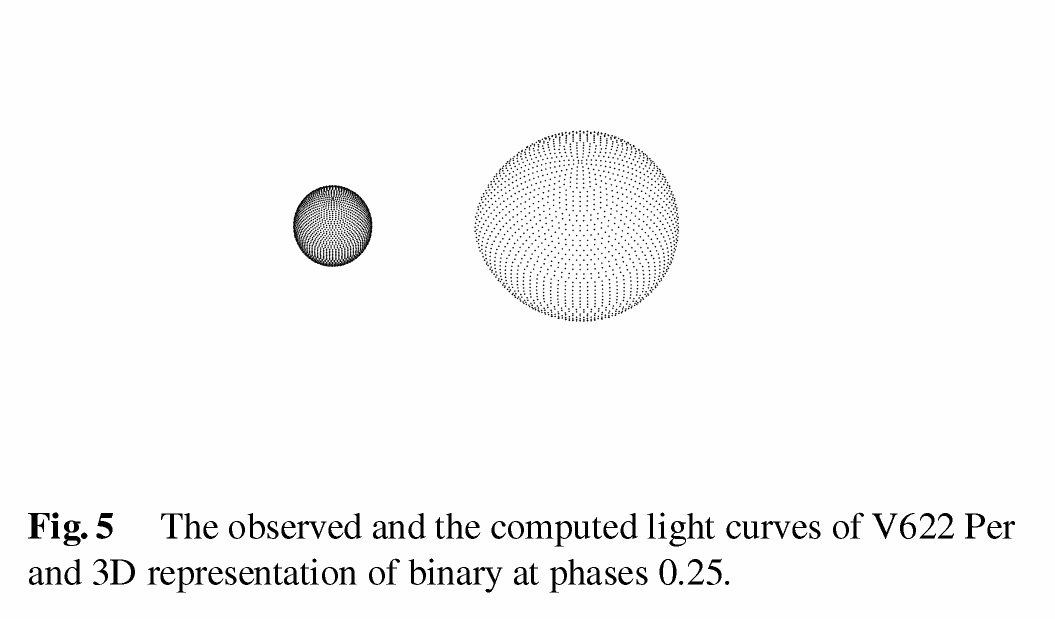 Fig. 5 The observed and the computed light curves of V622 Per
and 3D representation of binary at phases 0.25.